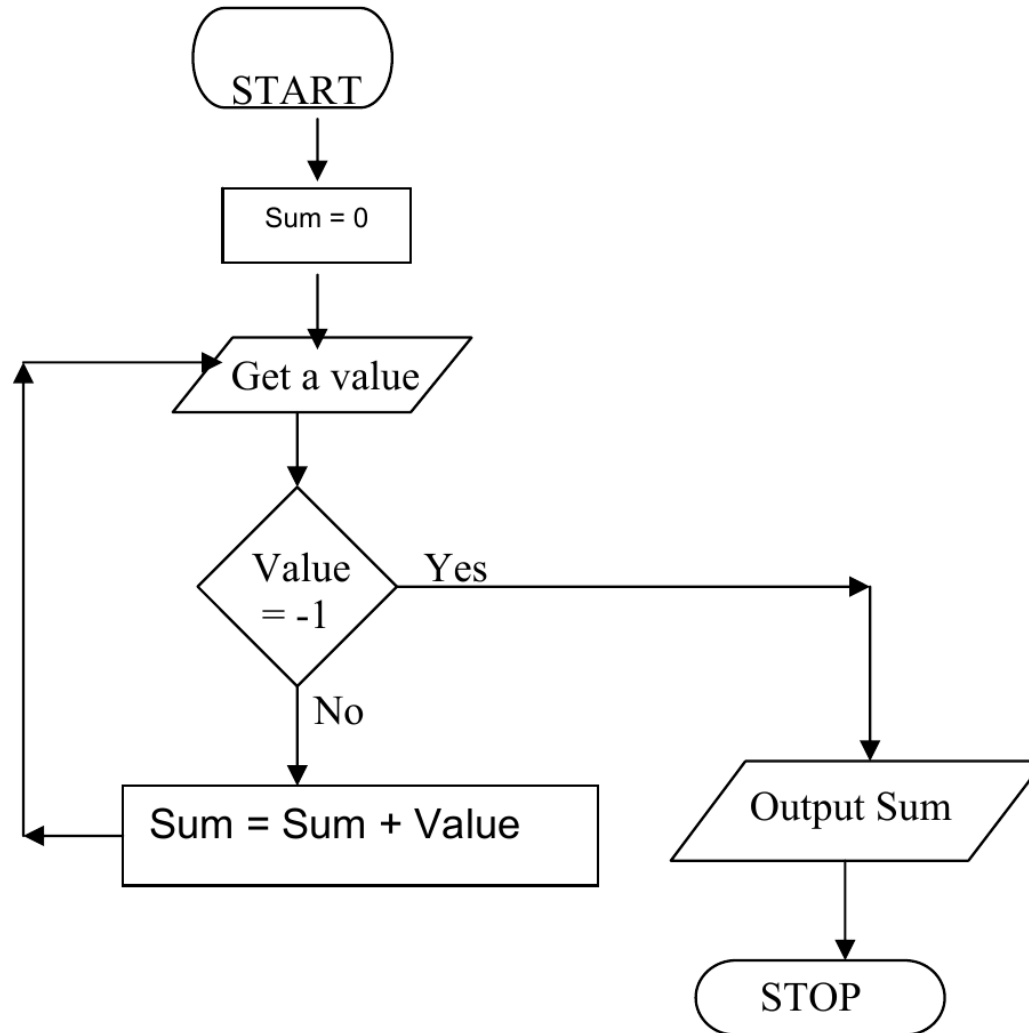 START
Sum = 0
Get a value
Value
= -1
Yes
No
Sum = Sum + Value
Output Sum
STOP